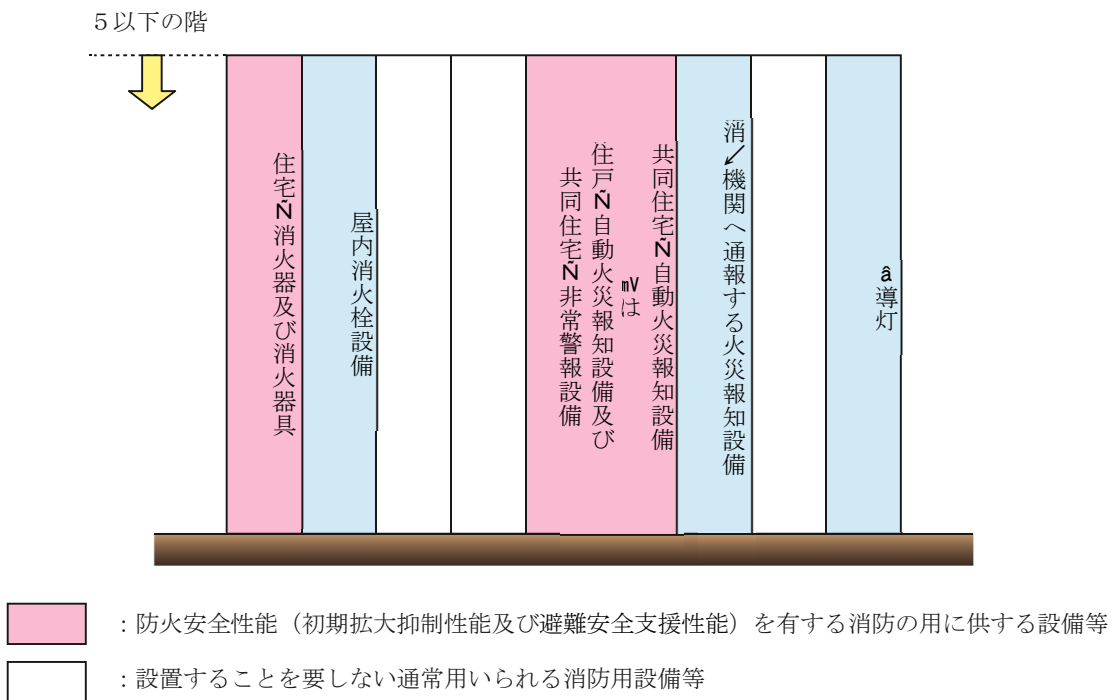 5以下の階
住宅Ñ消火器及び消火器具
屋内消火栓設備
共同住宅Ñ自動火災報知設備
㎷は
住戸Ñ自動火災報知設備及び
共同住宅Ñ非常警報設備
消↙機関へ通報する火災報知設備
â導灯
:防火安全性能(初期拡大抑制性能及び避難安全支援性能)を有する消防の用に供する設備等
:設置することを要しない通常用いられる消防用設備等